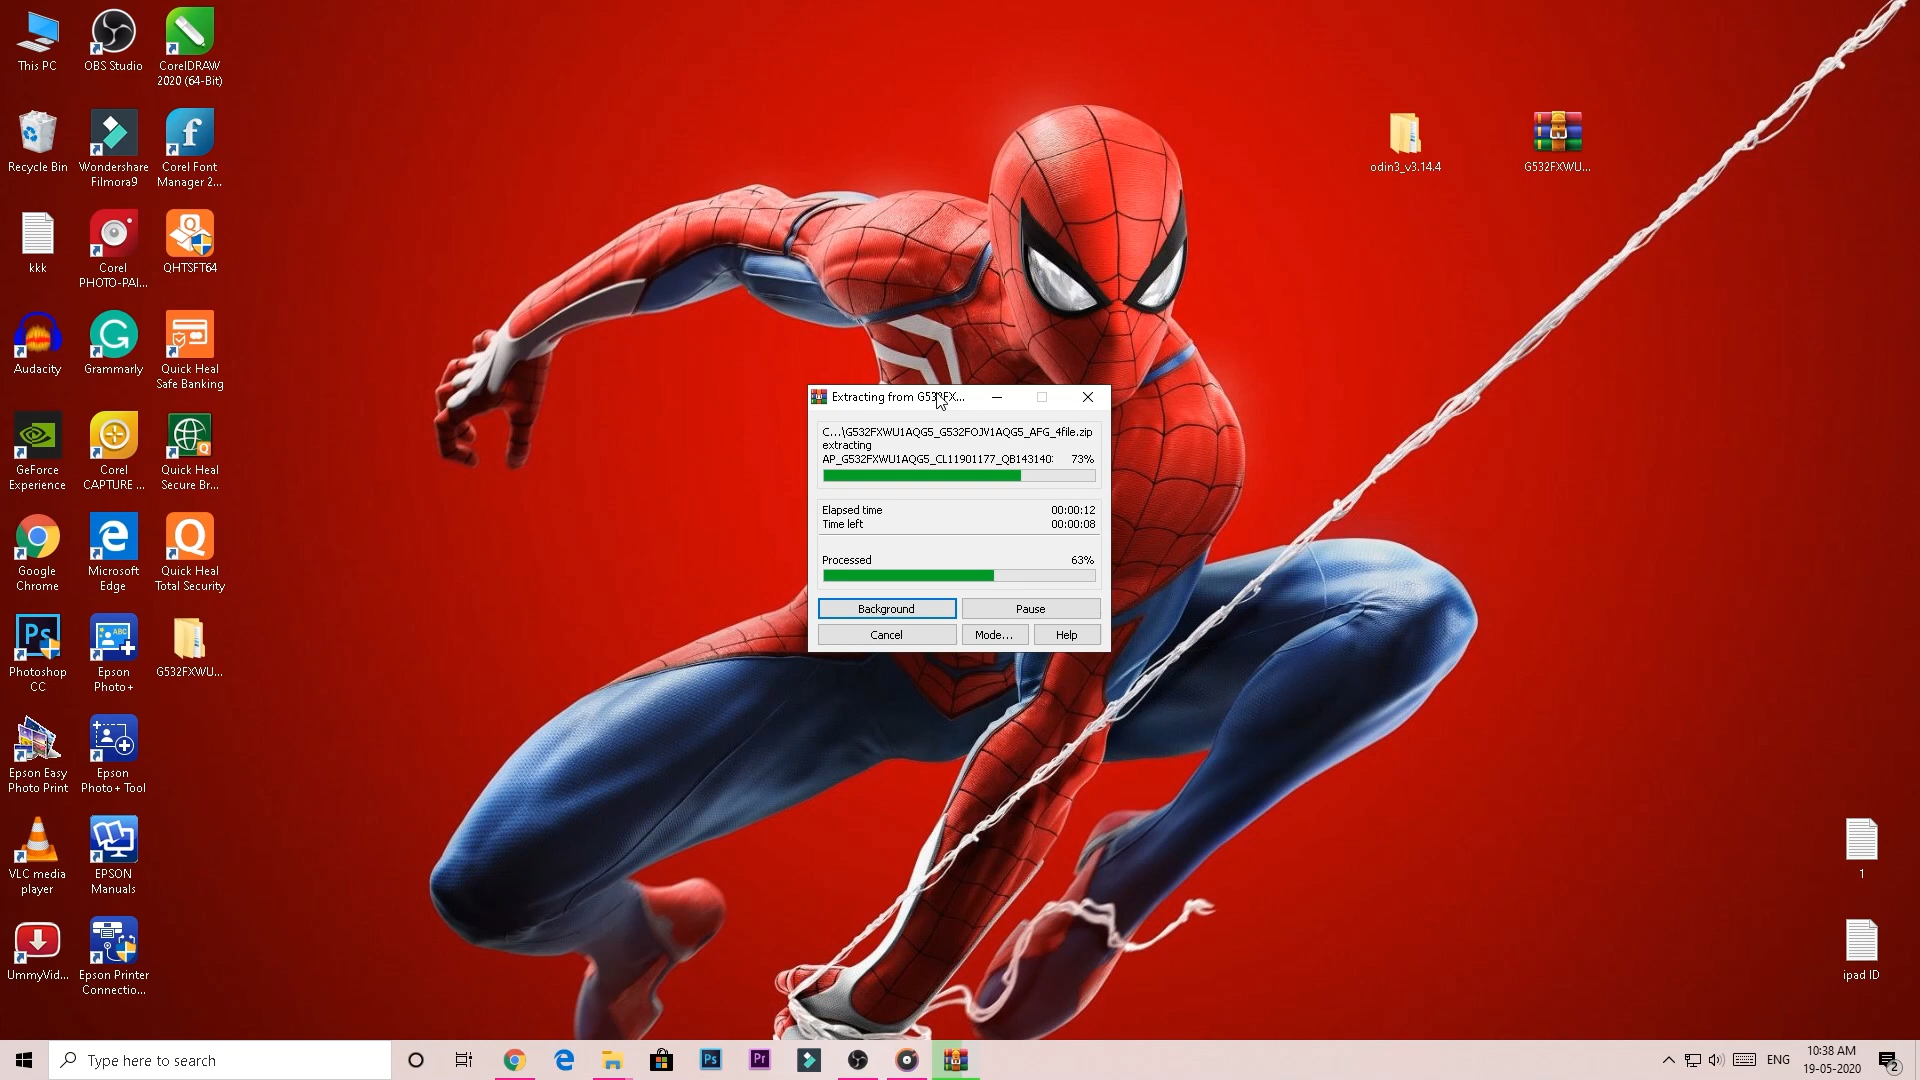 This PC
OBS Studio
CorelDRAW
2020 (64-Bit)
Recycle Bin
Wondershare
Filmora9
Corel Font
Manager 2...
kkk
Corel
PHOTO-PAI...
QHTSFT64
Audacity
Grammarly
Quick Heal
Safe Banking
GeForce
Experience
Corel
CAPTURE ...
Quick Heal
Secure Br...
Google
Chrome
Microsoft
Edge
Quick Heal
Total Security
Photoshop
CC
Epson
Photo+
G532FXWU...
Epson Easy
Photo Print
Epson
Photo+ Tool
VLC media
player
EPSON
Manuals
UmmyVid...
Epson Printer
Connectio...
odin3_v3.14.4
G532FXWU...
Extracting from G532FX...
C...\G532FXWU1AQG5_G532FOJV1AQG5_AFG_4file.zip
extracting
AP_G532FXWU1AQG5_CL11901177_QB143140: 73%
Elapsed time 00:00:12
Time left 00:00:08
Processed 63%
Background Pause
Cancel Mode... Help
1
ipad ID
Type here to search
ENG
10:38 AM
19-05-2020
2